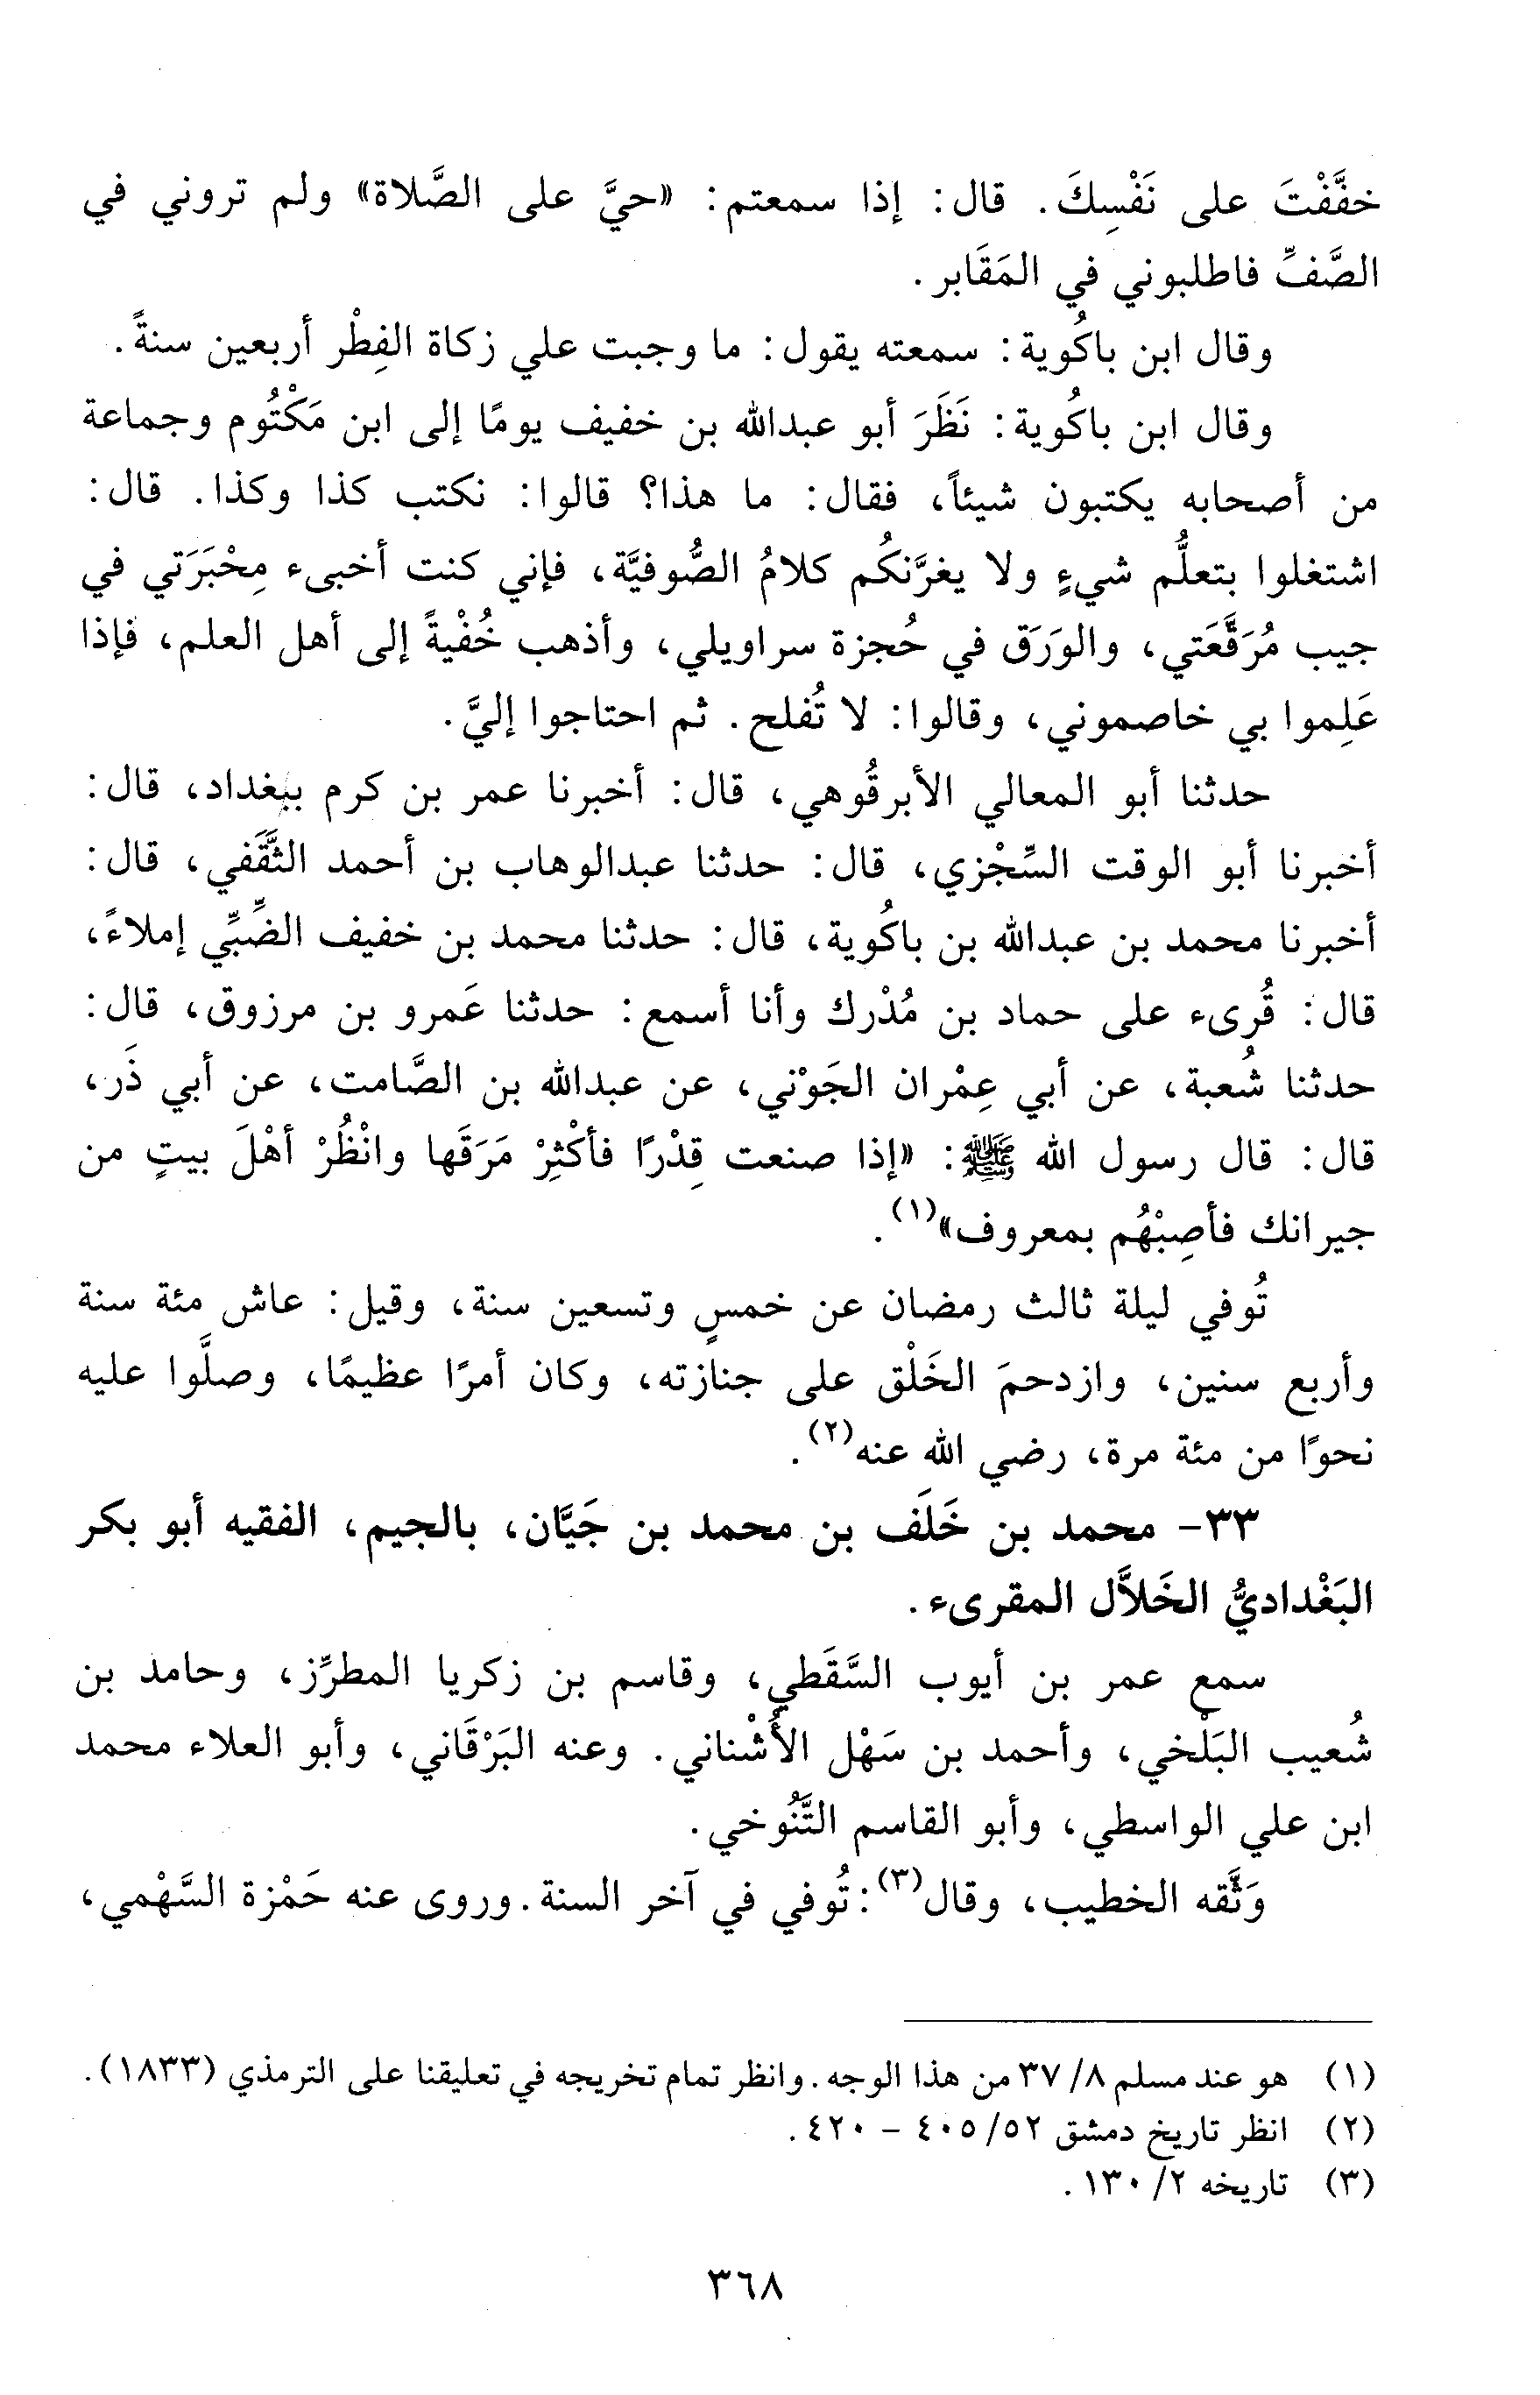 خفَّفْتَ على نَفْسِكَ. قال: إذا سمعتم: «حيَّ على الصَّلاة» ولم تروني في
الصَّفِّ فاطلبوني في المَقَابر.
وقال ابن باكُوية: سمعته يقول: ما وجبت علي زكاة الفِطْر أربعين سنةً.
وقال ابن باكُوية: نَظَرَ أبو عبدالله بن خفيف يومًا إلى ابن مَكْتُوم وجماعة
من أصحابه يكتبون شيئاً، فقال: ما هذا؟ قالوا: نكتب كذا وكذا. قال:
اشتغلوا بتعلُّم شيءٍ ولا يغرَّنكُم كلامُ الصُّوفيَّة، فإني كنت أخبىء مِحْبَرَتي في
جيب مُرَقَّعَتي، والوَرَق في حُجزة سراويلي، وأذهب خُفْيةً إلى أهل العلم، فإذا
عَلِموا بي خاصموني، وقالوا: لا تُفلح. ثم احتاجوا إليَّ.
حدثنا أبو المعالي الأبرقُوهي، قال: أخبرنا عمر بن كرم ببغداد، قال:
أخبرنا أبو الوقت السِّجْزي، قال: حدثنا عبدالوهاب بن أحمد الثَّقَفي، قال:
أخبرنا محمد بن عبدالله بن باكُوية، قال: حدثنا محمد بن خفيف الضِّبِّي إملاءً،
قال: قُرىء على حماد بن مُدْرك وأنا أسمع: حدثنا عَمرو بن مرزوق، قال:
حدثنا شُعبة، عن أبي عِمْران الجَوْني، عن عبدالله بن الصَّامت، عن أبي ذَر،
قال: قال رسول الله ﷺ: «إذا صنعت قِدْرًا فأكْثِرْ مَرَقَها وانْظُرْ أهْلَ بيتٍ من
جيرانك فأصِبْهُم بمعروف»(١).
تُوفي ليلة ثالث رمضان عن خمسٍ وتسعين سنة، وقيل: عاش مئة سنة
وأربع سنين، وازدحمَ الخَلْق على جنازته، وكان أمرًا عظيمًا، وصلَّوا عليه
نحوًا من مئة مرة، رضي الله عنه(٢).
٣٣- محمد بن خَلَف بن محمد بن جَيَّان، بالجيم، الفقيه أبو بكر
البَغْداديُّ الخَلاَّل المقرىء.
سمع عمر بن أيوب السَّقَطي، وقاسم بن زكريا المطرِّز، وحامد بن
شُعيب البَلْخي، وأحمد بن سَهْل الأُشْناني. وعنه البَرْقَاني، وأبو العلاء محمد
ابن علي الواسطي، وأبو القاسم التَّنُوخي.
وَثَّقه الخطيب، وقال(٣): تُوفي في آخر السنة. وروى عنه حَمْزة السَّهْمي،
(١) هو عند مسلم ٨/ ٣٧ من هذا الوجه. وانظر تمام تخريجه في تعليقنا على الترمذي (١٨٣٣).
(٢) انظر تاريخ دمشق ٥٢/ ٤٠٥ - ٤٢٠.
(٣) تاريخه ٢/ ١٣٠.
٣٦٨